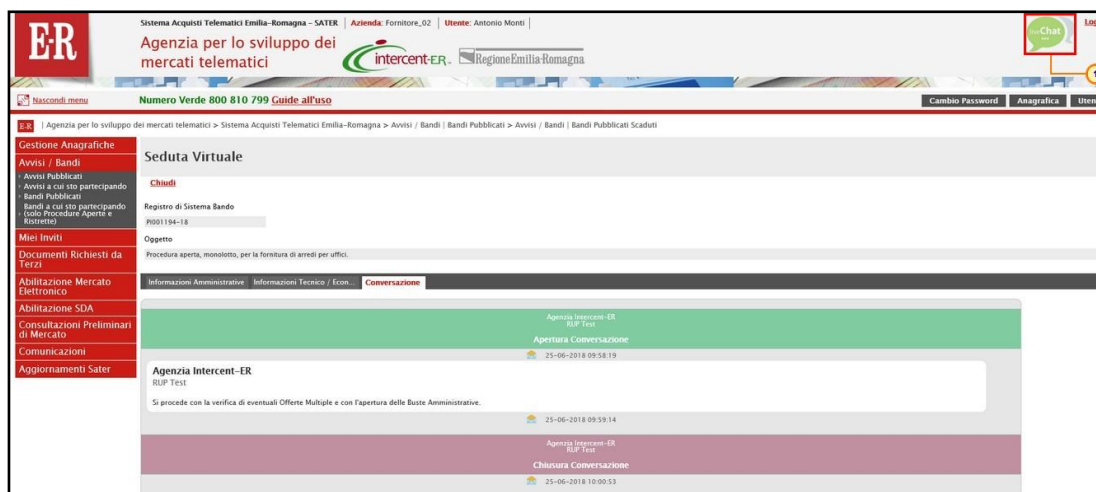 E-R
Sistema Acquisti Telematici Emilia-Romagna - SATER | Azienda: Fornitore_02 | Utente: Antonio Monti |
Agenzia per lo sviluppo dei
mercati telematici
intercent-ER
RegioneEmilia-Romagna
liveChat
Log
1
Nascondi menu
Numero Verde 800 810 799 Guide all'uso
Cambio Password
Anagrafica
Uten
E-R | Agenzia per lo sviluppo dei mercati telematici > Sistema Acquisti Telematici Emilia-Romagna > Avvisi / Bandi | Bandi Pubblicati > Avvisi / Bandi | Bandi Pubblicati Scaduti
Gestione Anagrafiche
Avvisi / Bandi
Avvisi Pubblicati
Avvisi a cui sto partecipando
Bandi Pubblicati
Bandi a cui sto partecipando
(solo Procedure Aperte e
Ristrette)
Miei Inviti
Documenti Richiesti da
Terzi
Abilitazione Mercato
Elettronico
Abilitazione SDA
Consultazioni Preliminari
di Mercato
Comunicazioni
Aggiornamenti Sater
Seduta Virtuale
Chiudi
Registro di Sistema Bando
PI001194-18
Oggetto
Procedura aperta, monolotto, per la fornitura di arredi per uffici.
Informazioni Amministrative
Informazioni Tecnico / Econ...
Conversazione
Agenzia Intercent-ER
RUP Test
Apertura Conversazione
25-06-2018 09:58:19
Agenzia Intercent-ER
RUP Test
Si procede con la verifica di eventuali Offerte Multiple e con l'apertura delle Buste Amministrative.
25-06-2018 09:59:14
Agenzia Intercent-ER
RUP Test
Chiusura Conversazione
25-06-2018 10:00:53